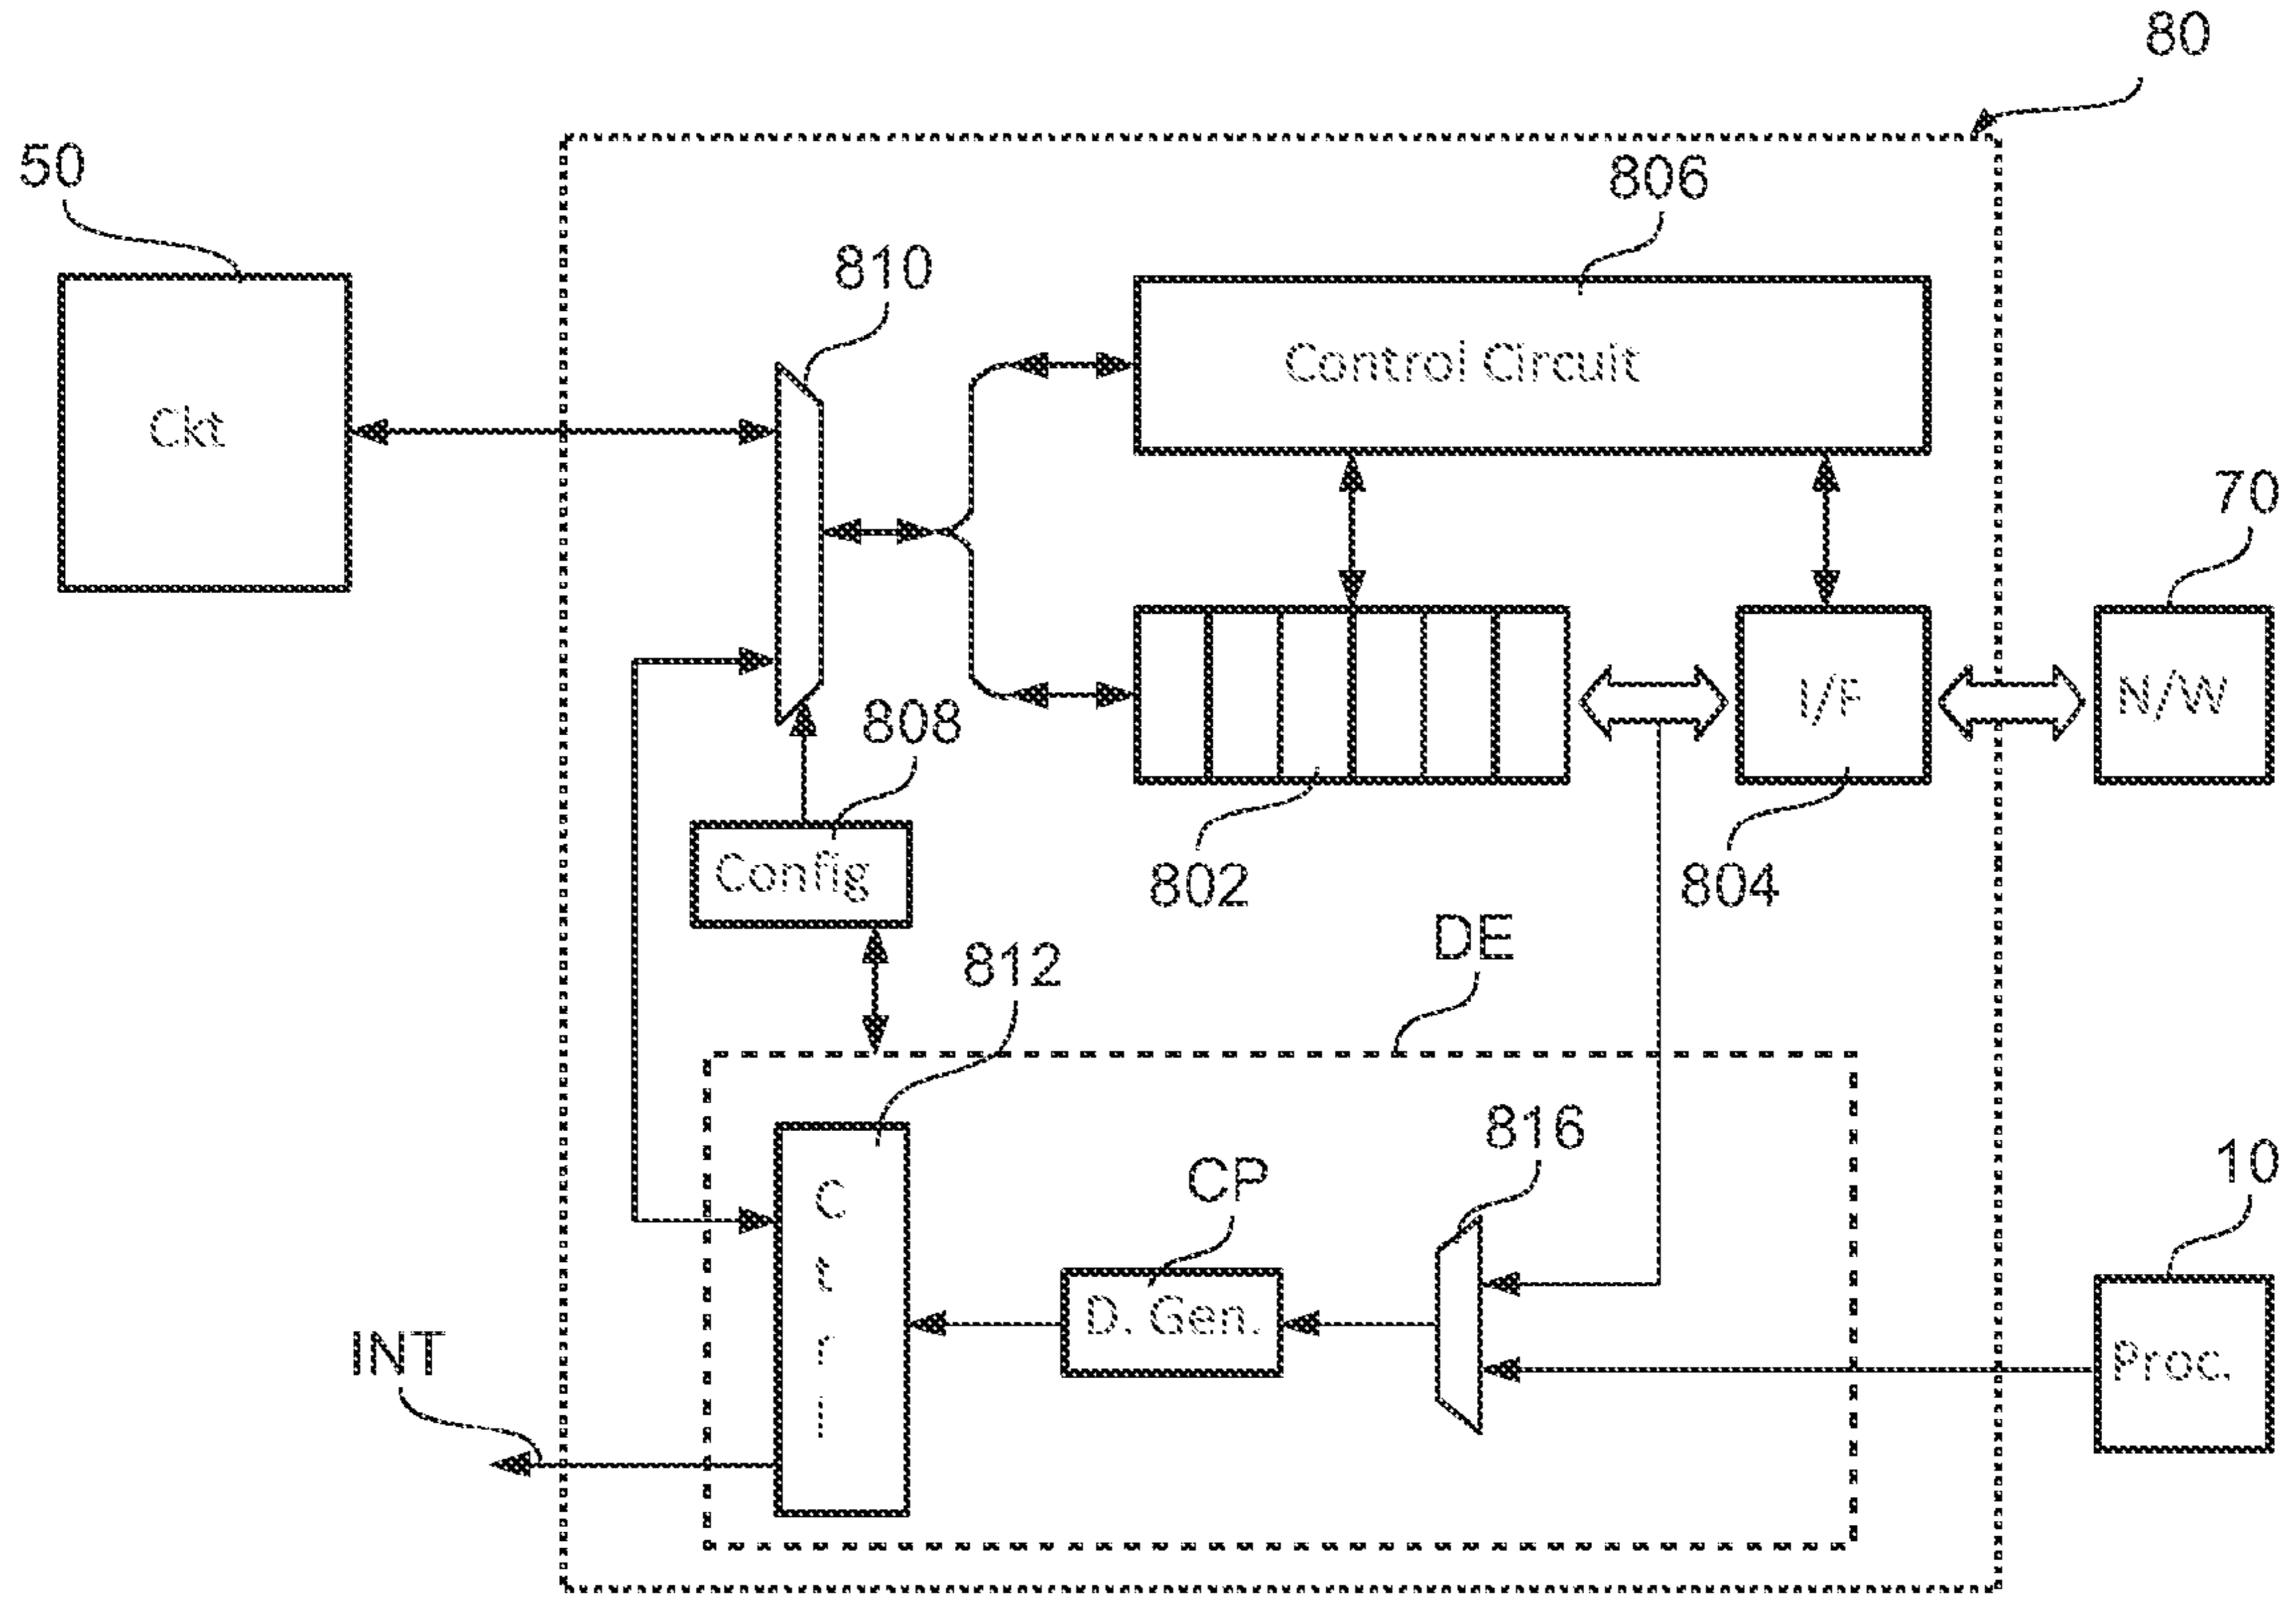 80
50
806
810
Control Circuit
Ckt
70
I/F
N/W
808
Config
802
804
DE
812
816
CP
10
C
t
r
l
D. Gen.
INT
Proc.